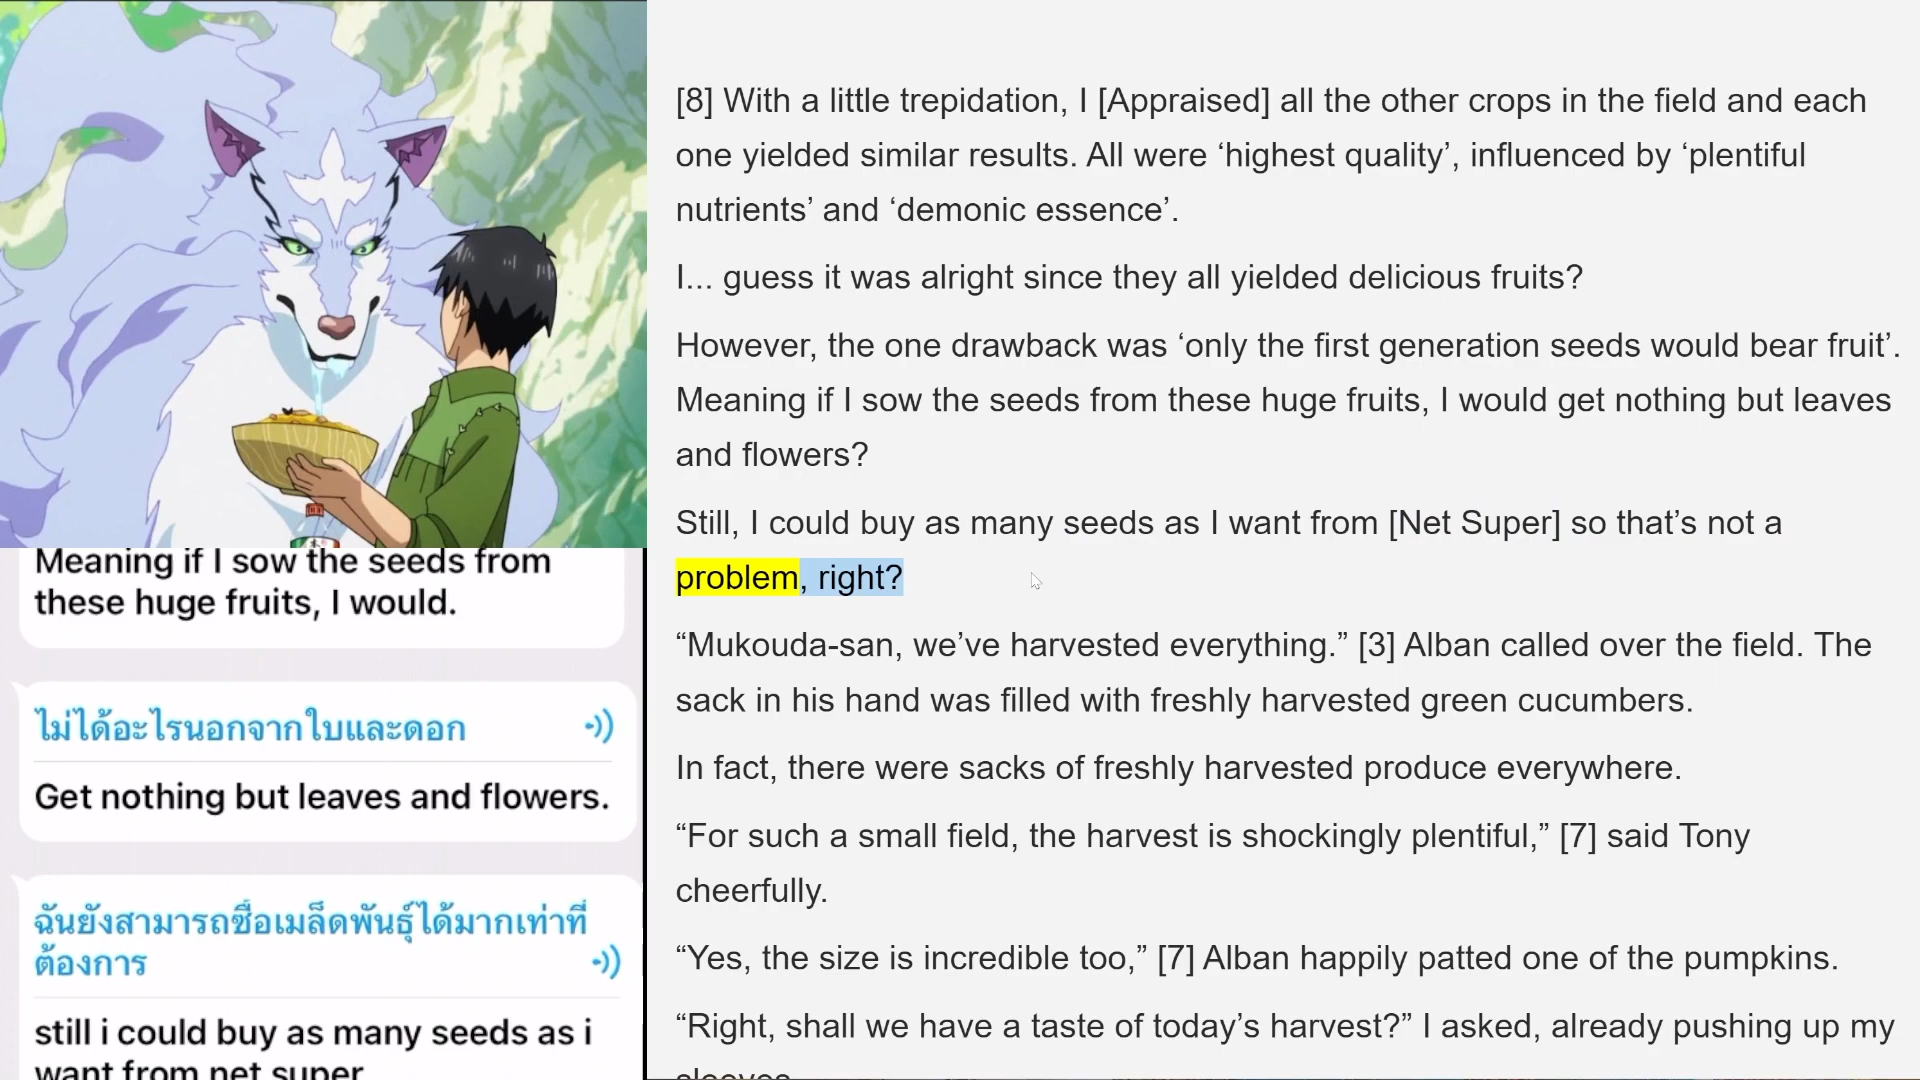 [8] With a little trepidation, I [Appraised] all the other crops in the field and each
one yielded similar results. All were ‘highest quality’, influenced by ‘plentiful
nutrients’ and ‘demonic essence’.
I... guess it was alright since they all yielded delicious fruits?
However, the one drawback was ‘only the first generation seeds would bear fruit’.
Meaning if I sow the seeds from these huge fruits, I would get nothing but leaves
and flowers?
Still, I could buy as many seeds as I want from [Net Super] so that’s not a
problem, right?
“Mukouda-san, we’ve harvested everything.” [3] Alban called over the field. The
sack in his hand was filled with freshly harvested green cucumbers.
In fact, there were sacks of freshly harvested produce everywhere.
“For such a small field, the harvest is shockingly plentiful,” [7] said Tony
cheerfully.
“Yes, the size is incredible too,” [7] Alban happily patted one of the pumpkins.
“Right, shall we have a taste of today’s harvest?” I asked, already pushing up my
Meaning if I sow the seeds from
these huge fruits, I would.
ไม่ได้อะไรนอกจากใบและดอก
Get nothing but leaves and flowers.
ฉันยังสามารถซื้อเมล็ดพันธุ์ได้มากเท่าที่
ต้องการ
still i could buy as many seeds as i
want from net super